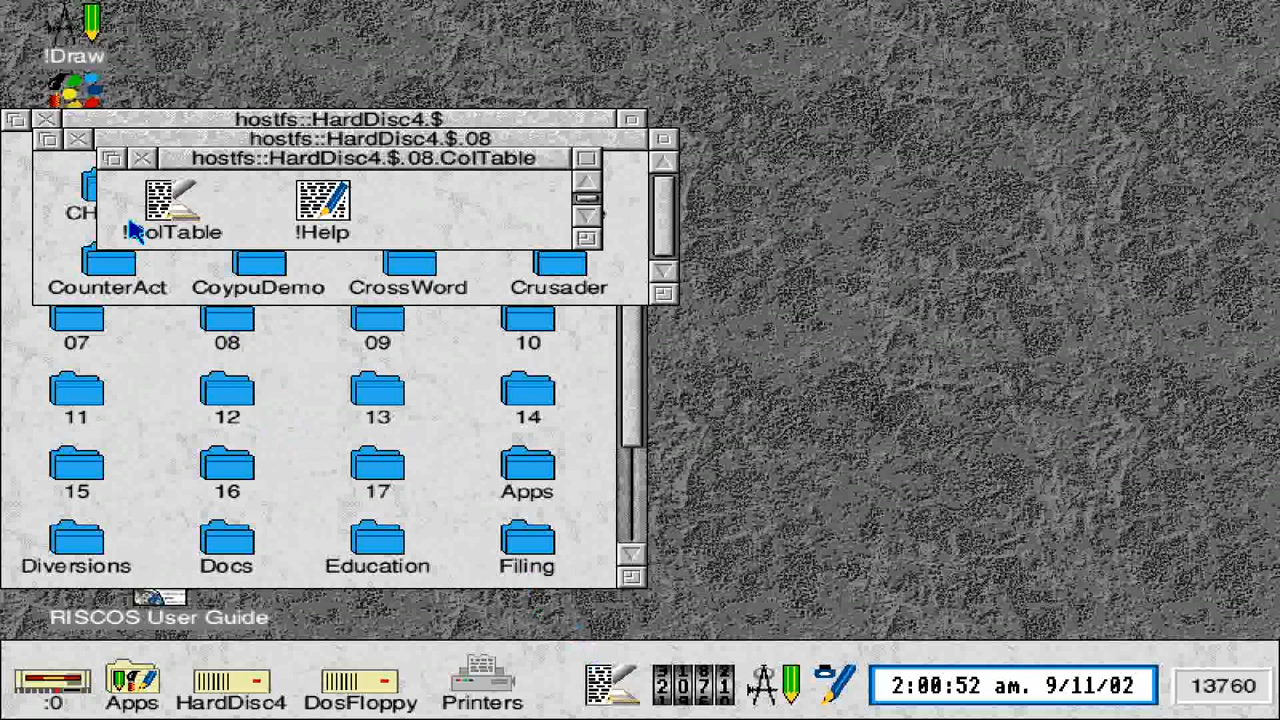 !Draw
hostfs::HardDisc4.$
hostfs::HardDisc4.$.08
hostfs::HardDisc4.$.08.ColTable
CH
!ColTable
!Help
CounterAct
CoypuDemo
CrossWord
Crusader
07
08
09
10
11
12
13
14
15
16
17
Apps
Diversions
Docs
Education
Filing
RISCOS User Guide
:0
Apps
HardDisc4
DosFloppy
Printers
2:00:52 am. 9/11/02
13760